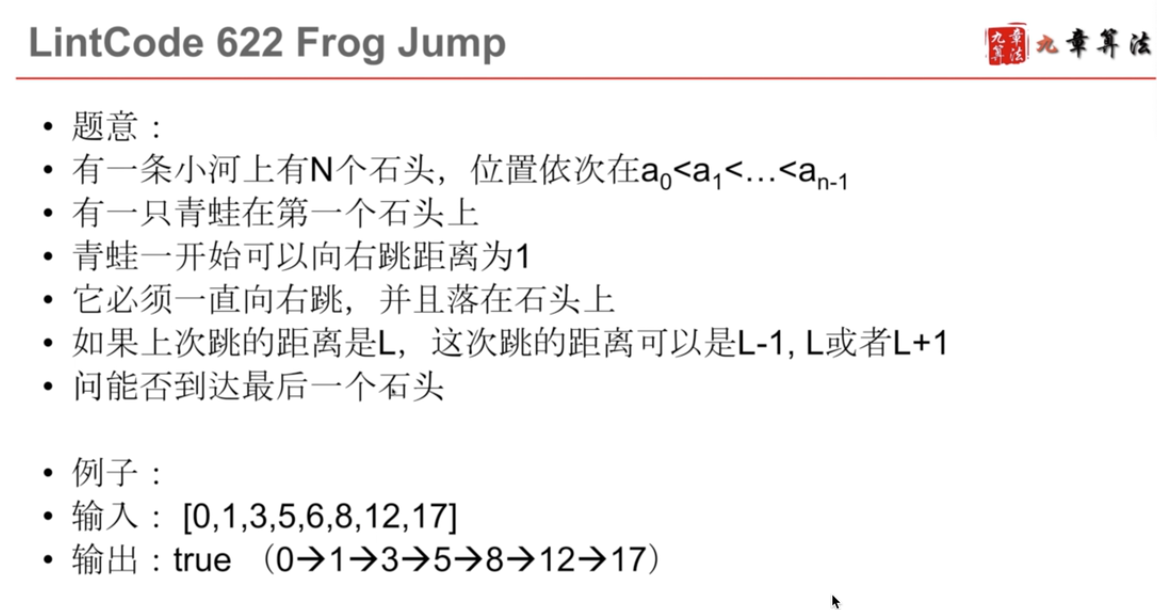 LintCode 622 Frog Jump
九章算法 九章算法
• 题意：
• 有一条小河上有N个石头，位置依次在a0<a1<…<an-1
• 有一只青蛙在第一个石头上
• 青蛙一开始可以向右跳距离为1
• 它必须一直向右跳，并且落在石头上
• 如果上次跳的距离是L，这次跳的距离可以是L-1, L或者L+1
• 问能否到达最后一个石头
• 例子：
• 输入： [0,1,3,5,6,8,12,17]
• 输出：true （0→1→3→5→8→12→17）